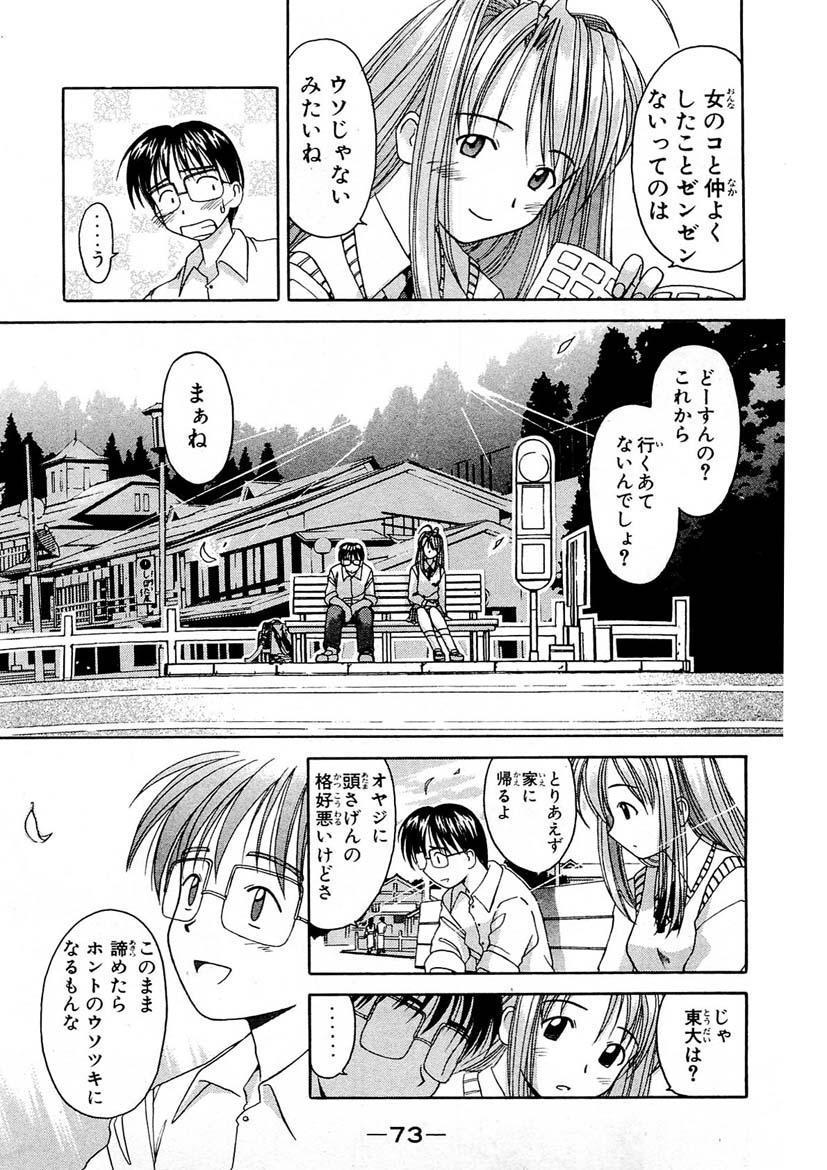 女のコと仲よく
したことゼンゼン
ないってのは
ウソじゃない
みたいね
‥‥う
どーすんの?
これから
行くあて
ないんでしょ?
まぁね
とりあえず
家に
帰るよ
オヤジに
頭さげんの
格好悪いけどさ
じゃ
東大は?
‥‥‥
このまま
諦めたら
ホントのウソツキに
なるもんな
—73—